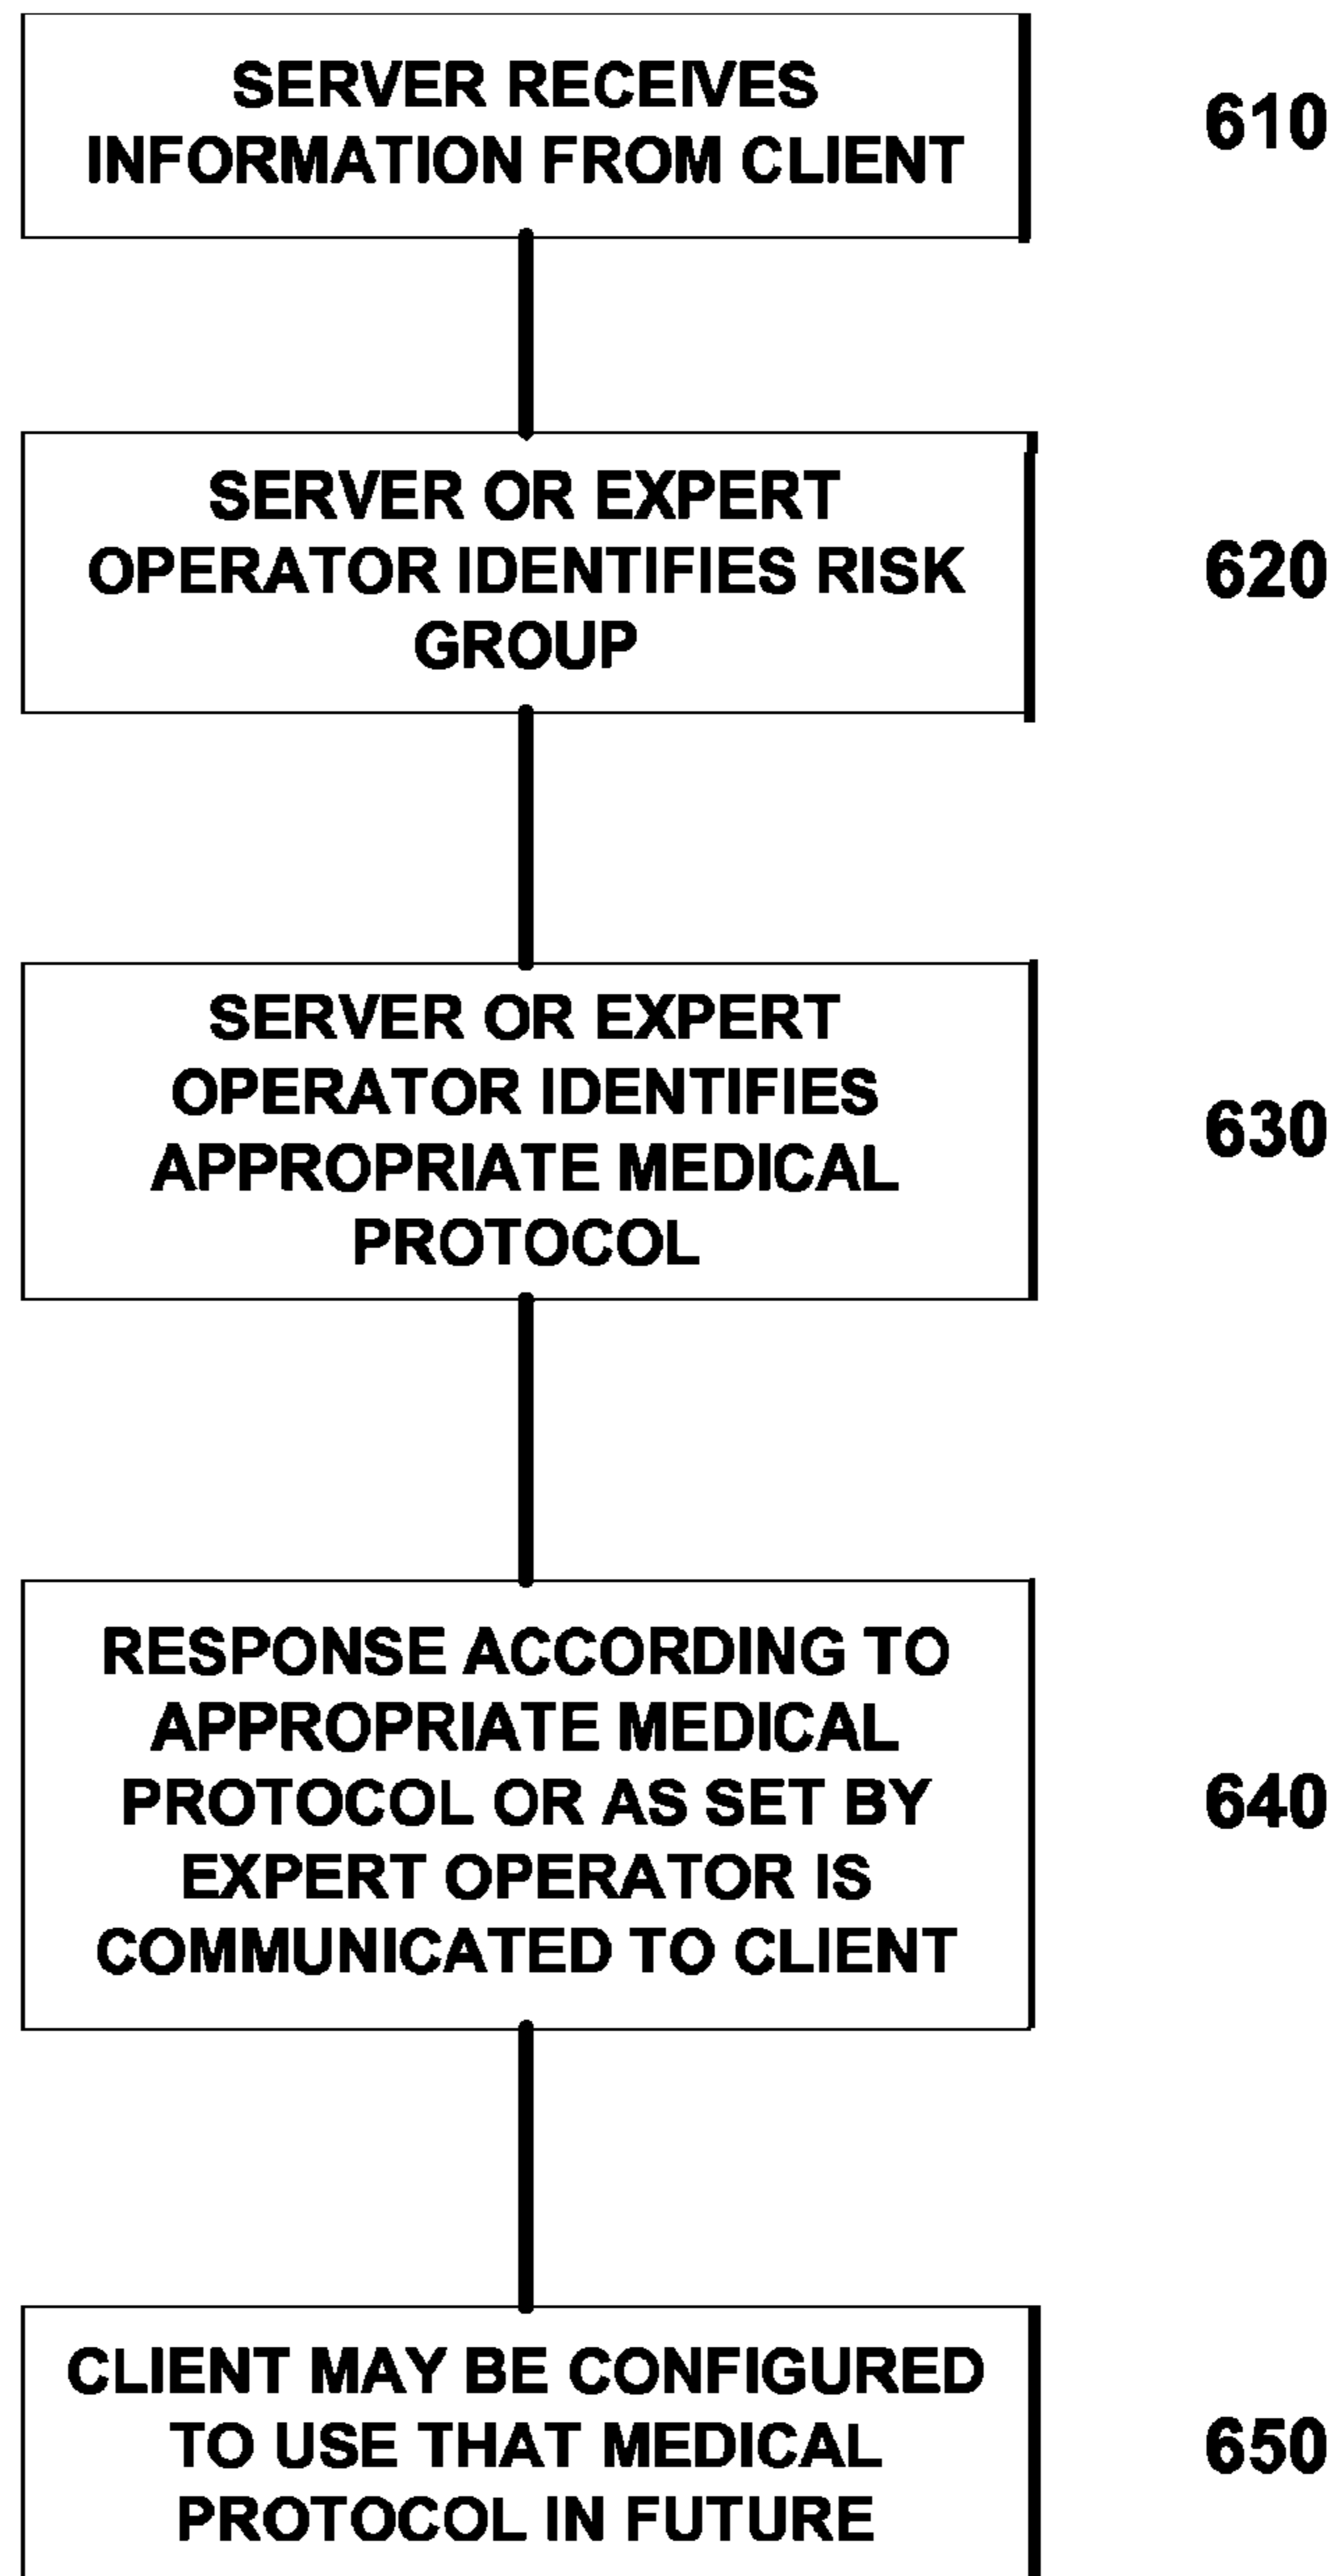 SERVER RECEIVES
INFORMATION FROM CLIENT
610
SERVER OR EXPERT
OPERATOR IDENTIFIES RISK
GROUP
620
SERVER OR EXPERT
OPERATOR IDENTIFIES
APPROPRIATE MEDICAL
PROTOCOL
630
RESPONSE ACCORDING TO
APPROPRIATE MEDICAL
PROTOCOL OR AS SET BY
EXPERT OPERATOR IS
COMMUNICATED TO CLIENT
640
CLIENT MAY BE CONFIGURED
TO USE THAT MEDICAL
PROTOCOL IN FUTURE
650